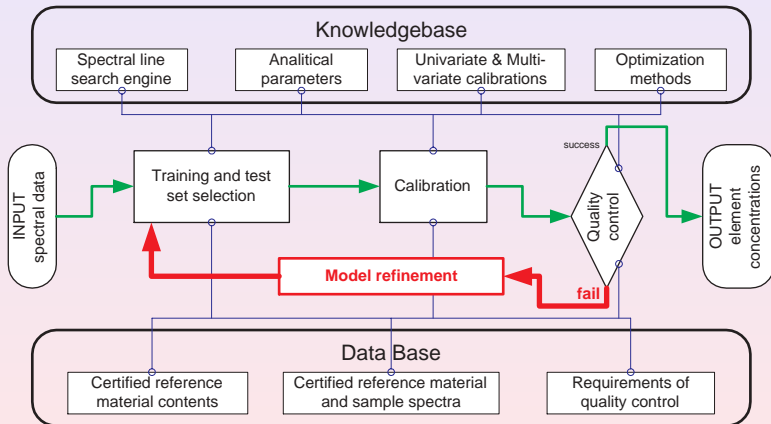 Knowledgebase
Spectral line
search engine
Analitical
parameters
Univariate & Multi-
variate calibrations
Optimization
methods
INPUT
spectral data
Training and test
set selection
Calibration
success
Quality
control
OUTPUT
element
concentrations
Model refinement
fail
Data Base
Certified reference
material contents
Certified reference material
and sample spectra
Requirements of
quality control